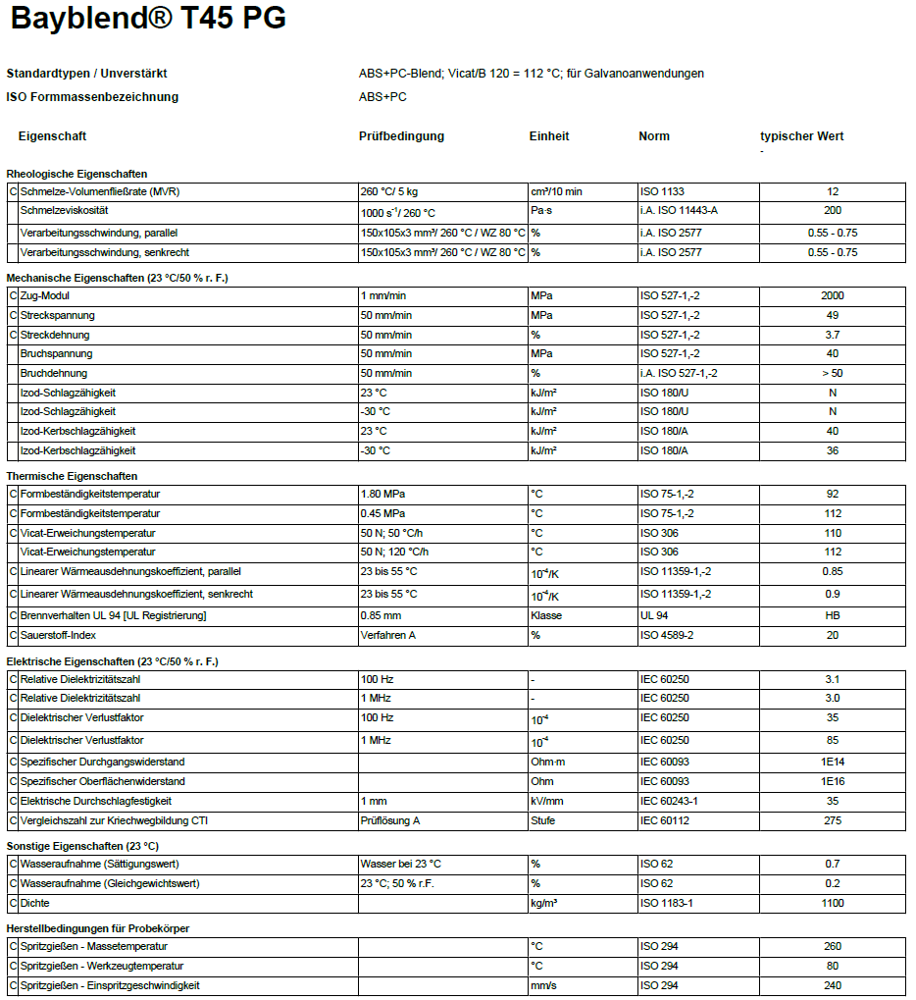 Bayblend® T45 PG
Standardtypen / Unverstärkt ABS+PC-Blend; Vicat/B 120 = 112 °C; für Galvanoanwendungen
ISO Formmassenbezeichnung ABS+PC
Eigenschaft Prüfbedingung Einheit Norm typischer Wert
-
Rheologische Eigenschaften
C Schmelze-Volumenfließrate (MVR) 260 °C/ 5 kg cm³/10 min ISO 1133 12
Schmelzeviskosität 1000 s⁻¹/ 260 °C Pa·s i.A. ISO 11443-A 200
Verarbeitungsschwindung, parallel 150x105x3 mm³/ 260 °C / WZ 80 °C % i.A. ISO 2577 0.55 - 0.75
Verarbeitungsschwindung, senkrecht 150x105x3 mm³/ 260 °C / WZ 80 °C % i.A. ISO 2577 0.55 - 0.75
Mechanische Eigenschaften (23 °C/50 % r. F.)
C Zug-Modul 1 mm/min MPa ISO 527-1,-2 2000
C Streckspannung 50 mm/min MPa ISO 527-1,-2 49
C Streckdehnung 50 mm/min % ISO 527-1,-2 3.7
Bruchspannung 50 mm/min MPa ISO 527-1,-2 40
Bruchdehnung 50 mm/min % i.A. ISO 527-1,-2 > 50
Izod-Schlagzähigkeit 23 °C kJ/m² ISO 180/U N
Izod-Schlagzähigkeit -30 °C kJ/m² ISO 180/U N
Izod-Kerbschlagzähigkeit 23 °C kJ/m² ISO 180/A 40
Izod-Kerbschlagzähigkeit -30 °C kJ/m² ISO 180/A 36
Thermische Eigenschaften
C Formbeständigkeitstemperatur 1.80 MPa °C ISO 75-1,-2 92
C Formbeständigkeitstemperatur 0.45 MPa °C ISO 75-1,-2 112
C Vicat-Erweichungstemperatur 50 N; 50 °C/h °C ISO 306 110
Vicat-Erweichungstemperatur 50 N; 120 °C/h °C ISO 306 112
C Linearer Wärmeausdehnungskoeffizient, parallel 23 bis 55 °C 10⁻⁴/K ISO 11359-1,-2 0.85
C Linearer Wärmeausdehnungskoeffizient, senkrecht 23 bis 55 °C 10⁻⁴/K ISO 11359-1,-2 0.9
C Brennverhalten UL 94 [UL Registrierung] 0.85 mm Klasse UL 94 HB
C Sauerstoff-Index Verfahren A % ISO 4589-2 20
Elektrische Eigenschaften (23 °C/50 % r. F.)
C Relative Dielektrizitätszahl 100 Hz - IEC 60250 3.1
C Relative Dielektrizitätszahl 1 MHz - IEC 60250 3.0
C Dielektrischer Verlustfaktor 100 Hz 10⁻⁴ IEC 60250 35
C Dielektrischer Verlustfaktor 1 MHz 10⁻⁴ IEC 60250 85
C Spezifischer Durchgangswiderstand Ohm·m IEC 60093 1E14
C Spezifischer Oberflächenwiderstand Ohm IEC 60093 1E16
C Elektrische Durchschlagfestigkeit 1 mm kV/mm IEC 60243-1 35
C Vergleichszahl zur Kriechwegbildung CTI Prüflösung A Stufe IEC 60112 275
Sonstige Eigenschaften (23 °C)
C Wasseraufnahme (Sättigungswert) Wasser bei 23 °C % ISO 62 0.7
C Wasseraufnahme (Gleichgewichtswert) 23 °C; 50 % r.F. % ISO 62 0.2
C Dichte kg/m³ ISO 1183-1 1100
Herstellbedingungen für Probekörper
C Spritzgießen - Massetemperatur °C ISO 294 260
C Spritzgießen - Werkzeugtemperatur °C ISO 294 80
C Spritzgießen - Einspritzgeschwindigkeit mm/s ISO 294 240